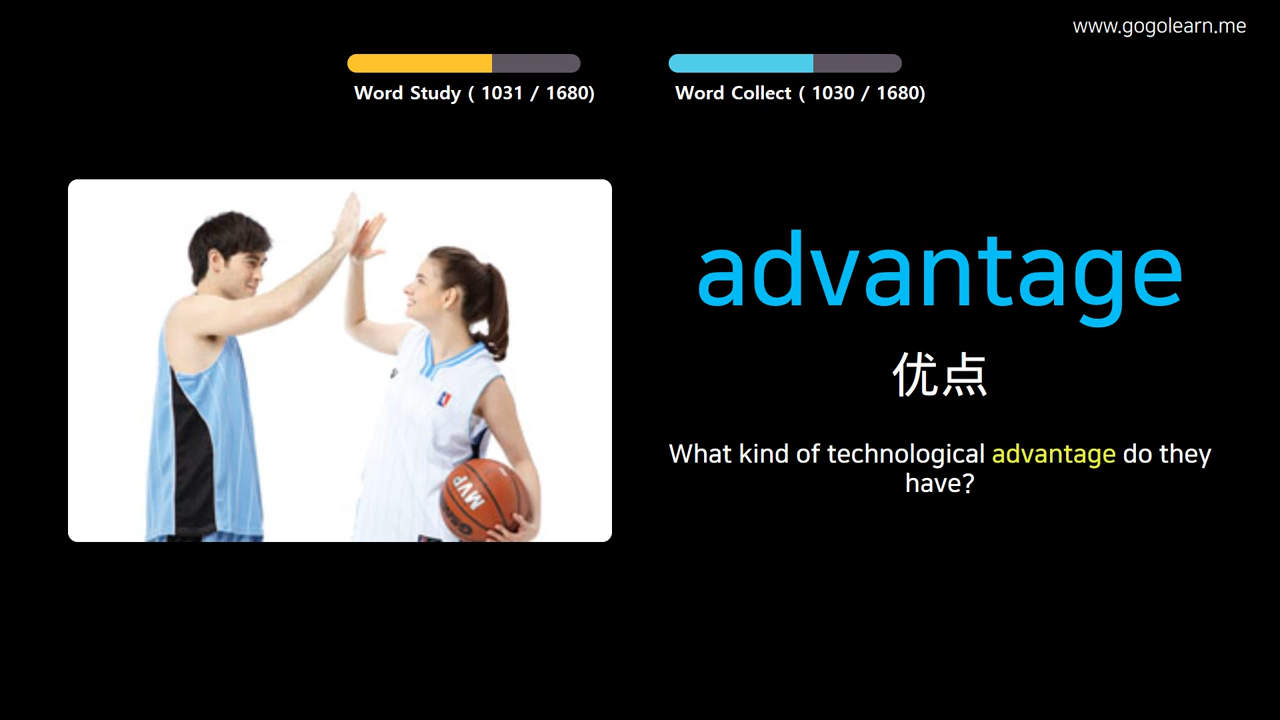 www.gogolearn.me
Word Study ( 1031 / 1680)
Word Collect ( 1030 / 1680)
advantage
优点
What kind of technological advantage do they
have?
MVP